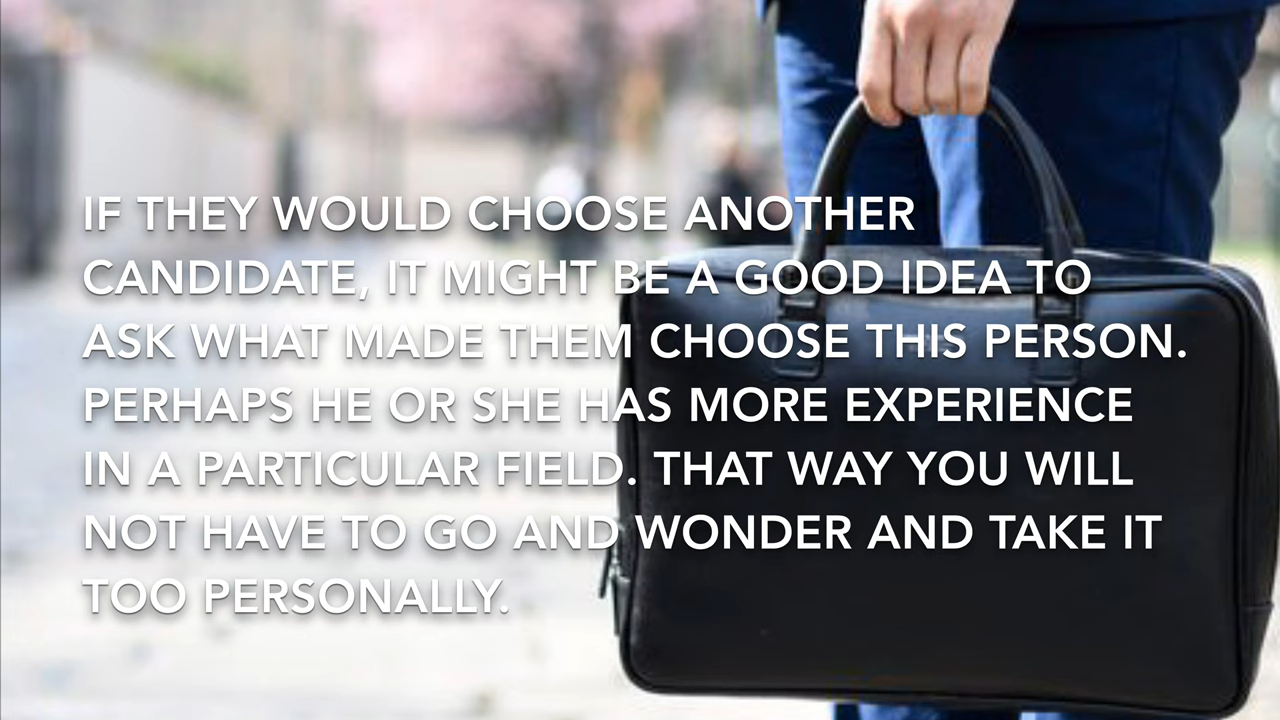 IF THEY WOULD CHOOSE ANOTHER
CANDIDATE, IT MIGHT BE A GOOD IDEA TO
ASK WHAT MADE THEM CHOOSE THIS PERSON.
PERHAPS HE OR SHE HAS MORE EXPERIENCE
IN A PARTICULAR FIELD. THAT WAY YOU WILL
NOT HAVE TO GO AND WONDER AND TAKE IT
TOO PERSONALLY.